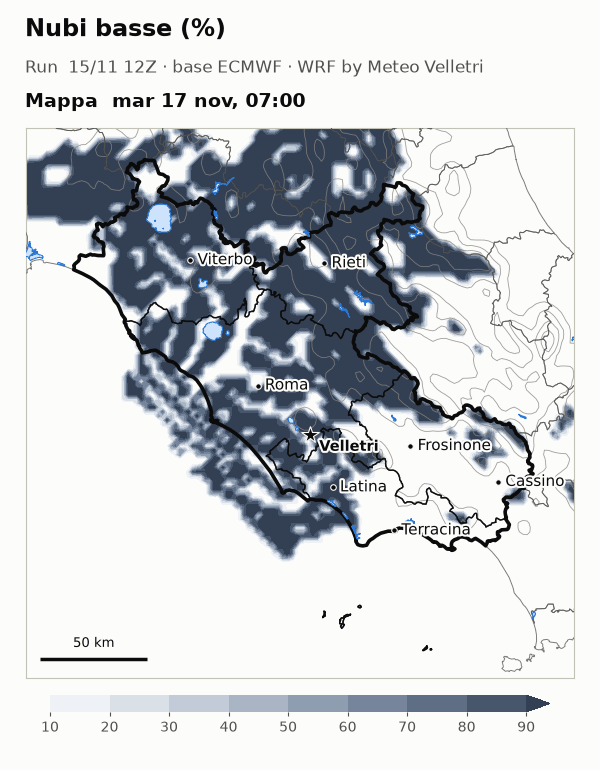 Nubi basse (%)
Run 15/11 12Z · base ECMWF · WRF by Meteo Velletri
Mappa mar 17 nov, 07:00
Viterbo
Rieti
Roma
Velletri
Frosinone
Cassino
Latina
Terracina
50 km
10 20 30 40 50 60 70 80 90